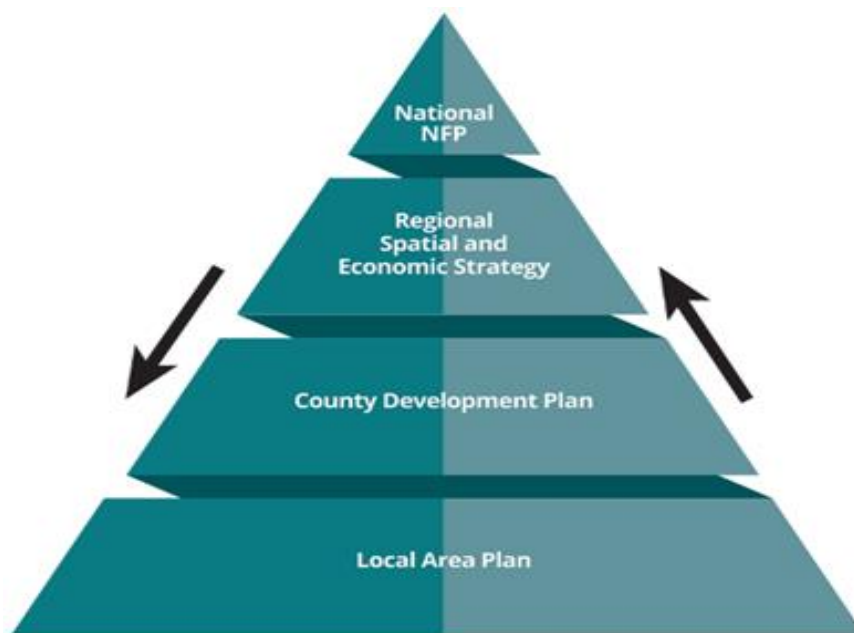 National
NFP
Regional
Spatial and
Economic Strategy
County Development Plan
Local Area Plan